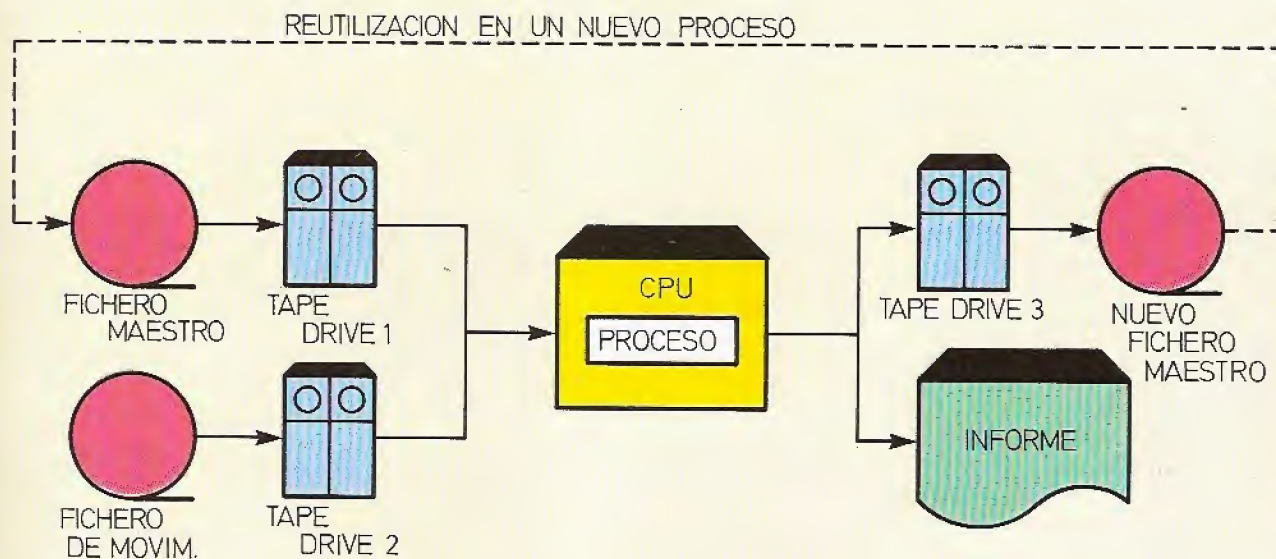 REUTILIZACION EN UN NUEVO PROCESO
FICHERO
MAESTRO
TAPE
DRIVE 1
CPU
PROCESO
TAPE DRIVE 3
NUEVO
FICHERO
MAESTRO
FICHERO
DE MOVIM.
TAPE
DRIVE 2
INFORME